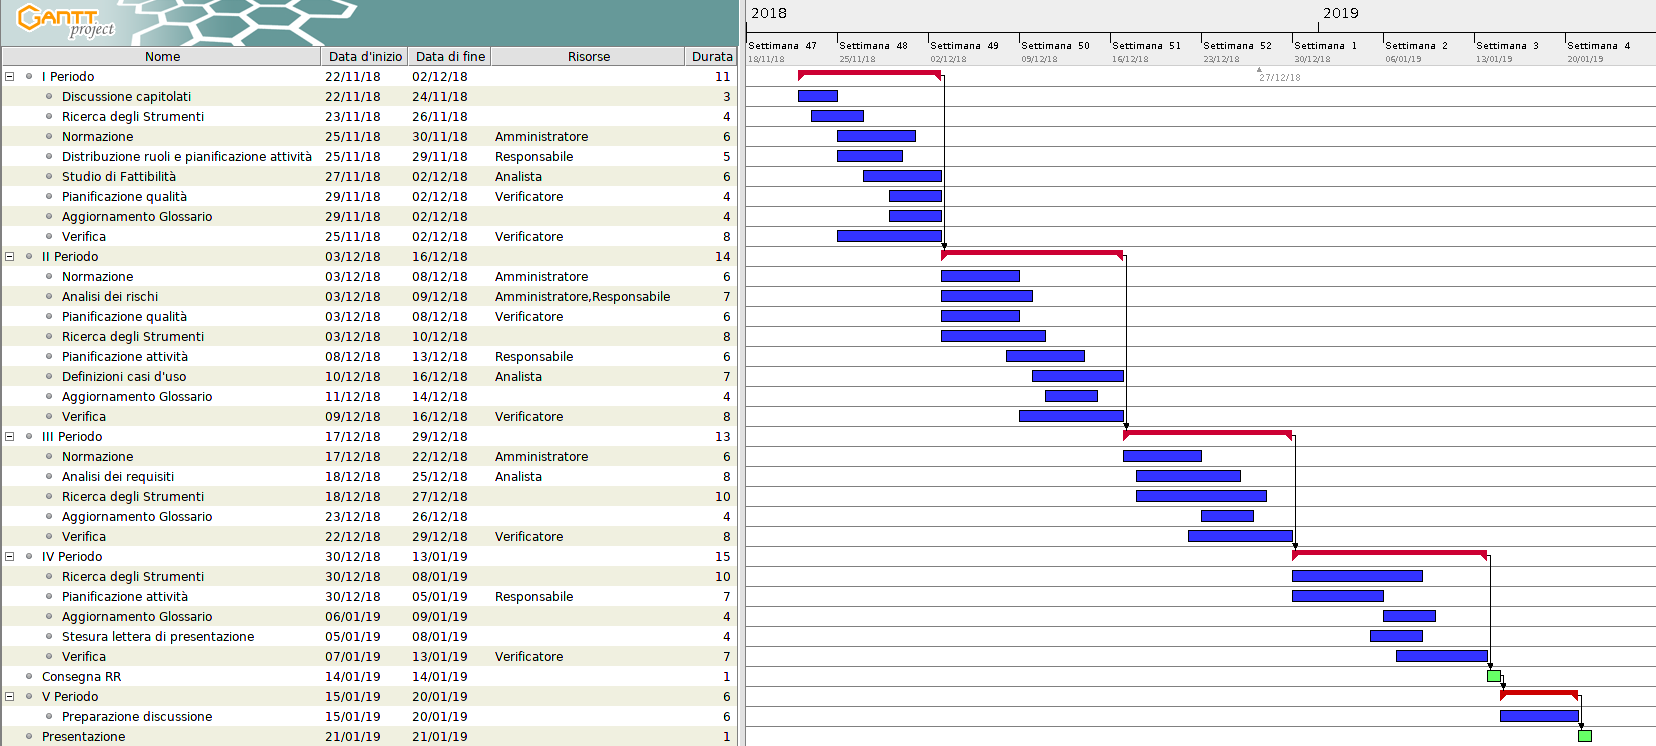 GANTT
project
2018 2019
Settimana 47 Settimana 48 Settimana 49 Settimana 50 Settimana 51 Settimana 52 Settimana 1 Settimana 2 Settimana 3 Settimana 4
18/11/18 25/11/18 02/12/18 09/12/18 16/12/18 23/12/18 30/12/18 06/01/19 13/01/19 20/01/19
27/12/18
Nome Data d'inizio Data di fine Risorse Durata
I Periodo 22/11/18 02/12/18 11
Discussione capitolati 22/11/18 24/11/18 3
Ricerca degli Strumenti 23/11/18 26/11/18 4
Normazione 25/11/18 30/11/18 Amministratore 6
Distribuzione ruoli e pianificazione attività 25/11/18 29/11/18 Responsabile 5
Studio di Fattibilità 27/11/18 02/12/18 Analista 6
Pianificazione qualità 29/11/18 02/12/18 Verificatore 4
Aggiornamento Glossario 29/11/18 02/12/18 4
Verifica 25/11/18 02/12/18 Verificatore 8
II Periodo 03/12/18 16/12/18 14
Normazione 03/12/18 08/12/18 Amministratore 6
Analisi dei rischi 03/12/18 09/12/18 Amministratore,Responsabile 7
Pianificazione qualità 03/12/18 08/12/18 Verificatore 6
Ricerca degli Strumenti 03/12/18 10/12/18 8
Pianificazione attività 08/12/18 13/12/18 Responsabile 6
Definizioni casi d'uso 10/12/18 16/12/18 Analista 7
Aggiornamento Glossario 11/12/18 14/12/18 4
Verifica 09/12/18 16/12/18 Verificatore 8
III Periodo 17/12/18 29/12/18 13
Normazione 17/12/18 22/12/18 Amministratore 6
Analisi dei requisiti 18/12/18 25/12/18 Analista 8
Ricerca degli Strumenti 18/12/18 27/12/18 10
Aggiornamento Glossario 23/12/18 26/12/18 4
Verifica 22/12/18 29/12/18 Verificatore 8
IV Periodo 30/12/18 13/01/19 15
Ricerca degli Strumenti 30/12/18 08/01/19 10
Pianificazione attività 30/12/18 05/01/19 Responsabile 7
Aggiornamento Glossario 06/01/19 09/01/19 4
Stesura lettera di presentazione 05/01/19 08/01/19 4
Verifica 07/01/19 13/01/19 Verificatore 7
Consegna RR 14/01/19 14/01/19 1
V Periodo 15/01/19 20/01/19 6
Preparazione discussione 15/01/19 20/01/19 6
Presentazione 21/01/19 21/01/19 1